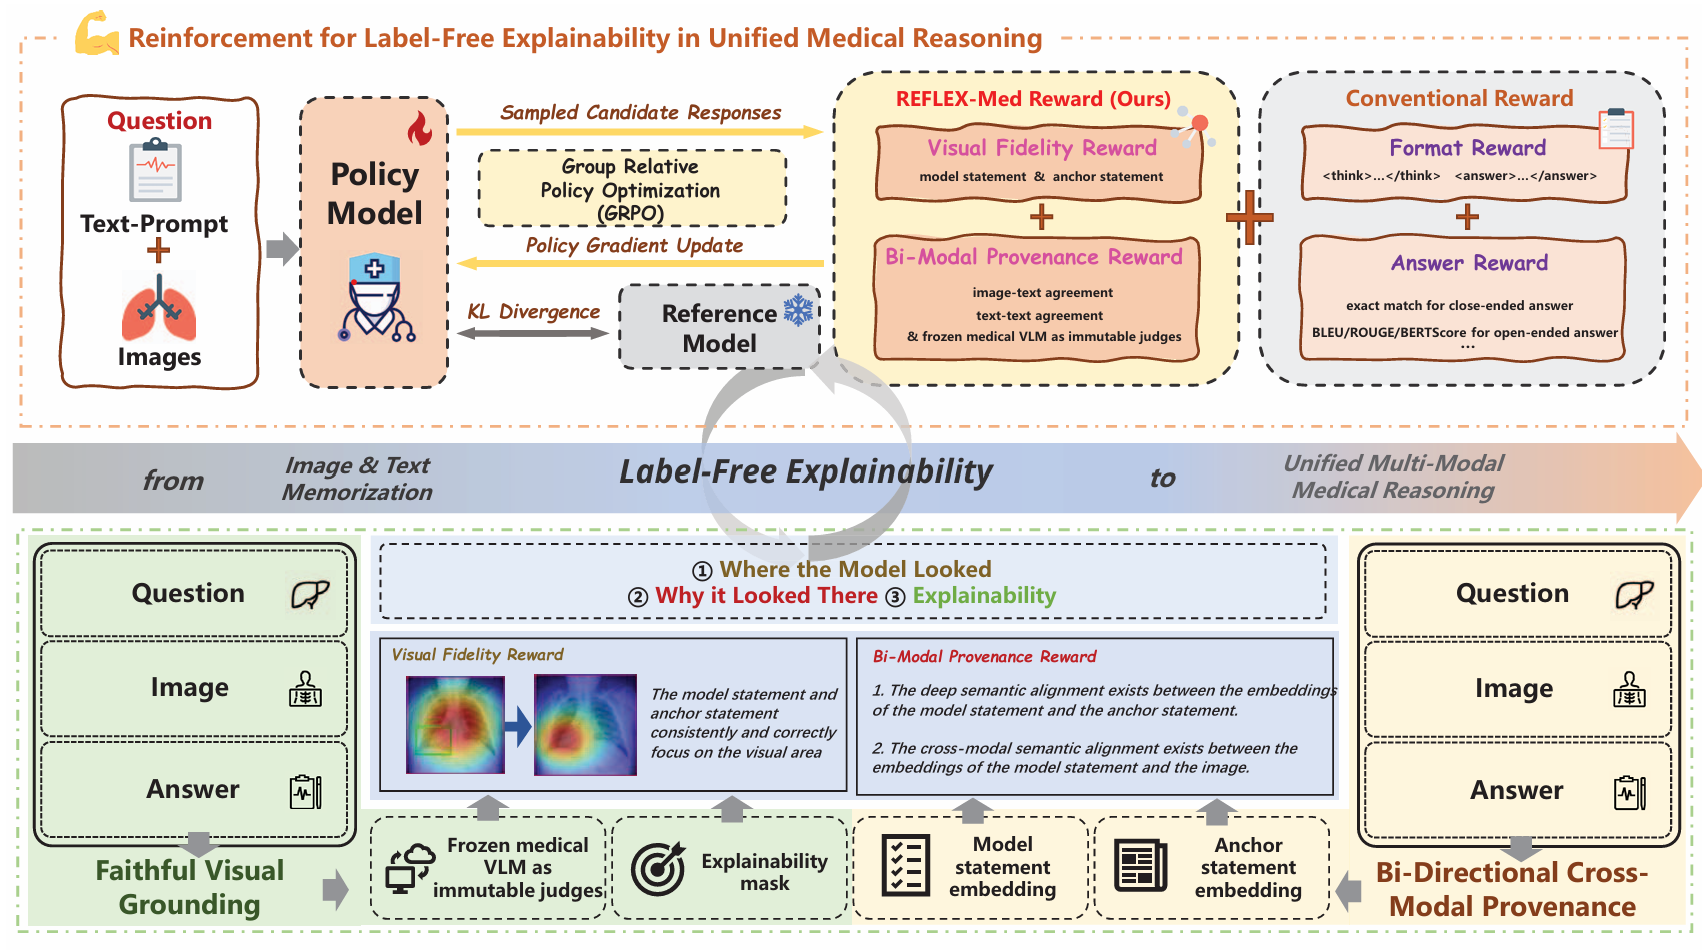 Reinforcement for Label-Free Explainability in Unified Medical Reasoning
Question
Text-Prompt
Images
Policy
Model
Sampled Candidate Responses
Group Relative
Policy Optimization
(GRPO)
Policy Gradient Update
KL Divergence
Reference
Model
REFLEX-Med Reward (Ours)
Visual Fidelity Reward
model statement & anchor statement
+
Bi-Modal Provenance Reward
image-text agreement
text-text agreement
& frozen medical VLM as immutable judges
+
Conventional Reward
Format Reward
<think>...</think> <answer>...</answer>
+
Answer Reward
exact match for close-ended answer
BLEU/ROUGE/BERTScore for open-ended answer
...
from
Image & Text
Memorization
Label-Free Explainability
to
Unified Multi-Modal
Medical Reasoning
Question
Image
Answer
Faithful Visual
Grounding
① Where the Model Looked
② Why it Looked There ③ Explainability
Visual Fidelity Reward
The model statement and
anchor statement
consistently and correctly
focus on the visual area
Bi-Modal Provenance Reward
1. The deep semantic alignment exists between the embeddings
of the model statement and the anchor statement.
2. The cross-modal semantic alignment exists between the
embeddings of the model statement and the image.
Frozen medical
VLM as
immutable judges
Explainability
mask
Model
statement
embedding
Anchor
statement
embedding
Question
Image
Answer
Bi-Directional Cross-
Modal Provenance